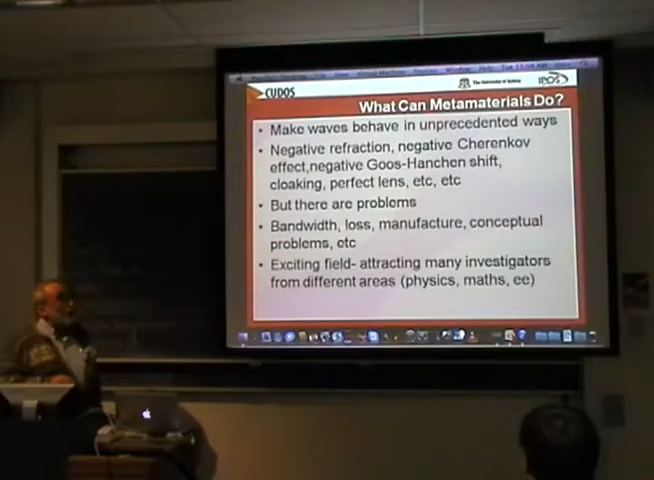 CUDOS
The University of Sydney
IPOS
What Can Metamaterials Do?
• Make waves behave in unprecedented ways
• Negative refraction, negative Cherenkov
effect,negative Goos-Hanchen shift,
cloaking, perfect lens, etc, etc
• But there are problems
• Bandwidth, loss, manufacture, conceptual
problems, etc
• Exciting field- attracting many investigators
from different areas (physics, maths, ee)